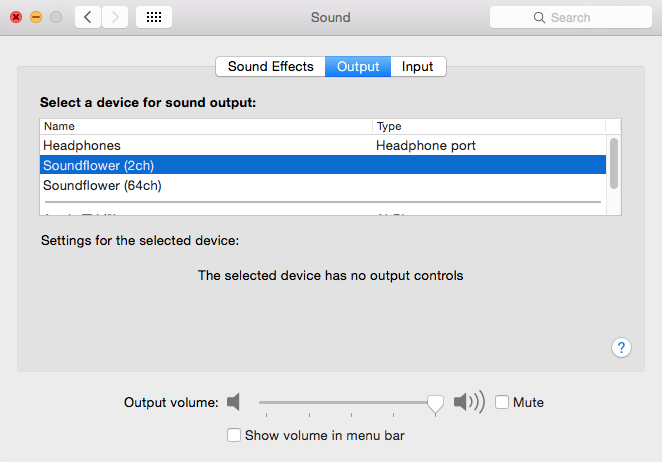 Sound
Search
Sound Effects Output Input
Select a device for sound output:
Name Type
Headphones Headphone port
Soundflower (2ch)
Soundflower (64ch)
Settings for the selected device:
The selected device has no output controls
?
Output volume: Mute
Show volume in menu bar